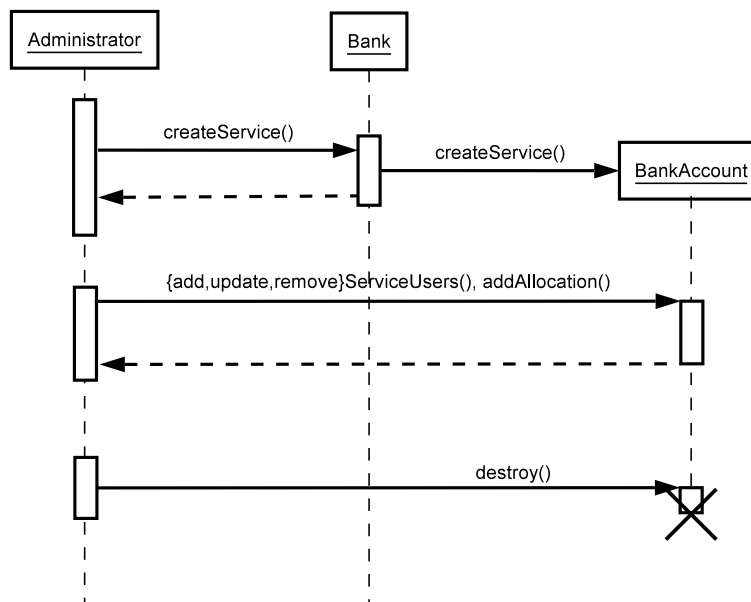 Administrator
Bank
createService()
createService()
BankAccount
{add,update,remove}ServiceUsers(), addAllocation()
destroy()